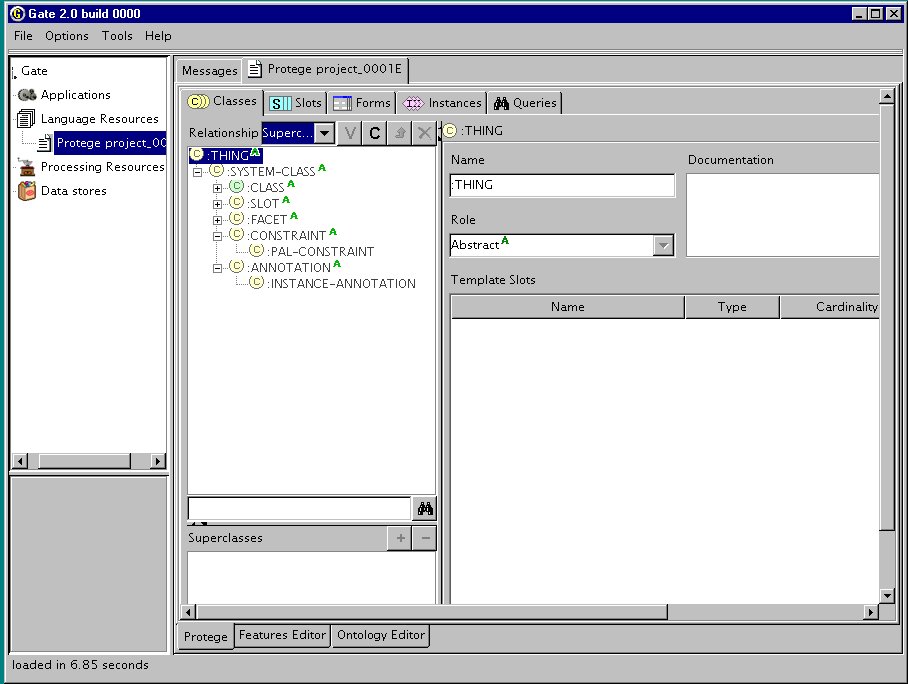 Gate 2.0 build 0000
File Options Tools Help
Gate
Applications
Language Resources
Protege project_00
Processing Resources
Data stores
Messages Protege project_0001E
Classes Slots Forms Instances Queries
Relationship Superc... V C
:THING A
:SYSTEM-CLASS A
:CLASS A
:SLOT A
:FACET A
:CONSTRAINT A
:PAL-CONSTRAINT
:ANNOTATION A
:INSTANCE-ANNOTATION
Superclasses + −
C :THING
Name Documentation
:THING
Role
Abstract A
Template Slots
Name Type Cardinality
Protege Features Editor Ontology Editor
loaded in 6.85 seconds